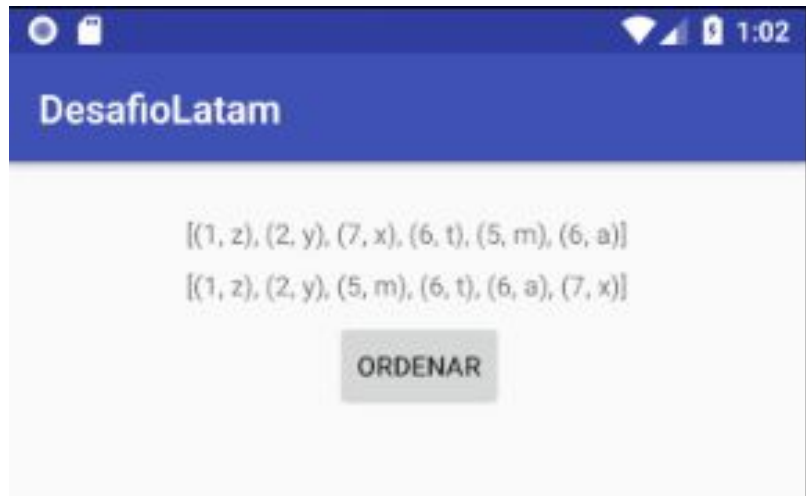 1:02
DesafioLatam
[(1, z), (2, y), (7, x), (6, t), (5, m), (6, a)]
[(1, z), (2, y), (5, m), (6, t), (6, a), (7, x)]
ORDENAR